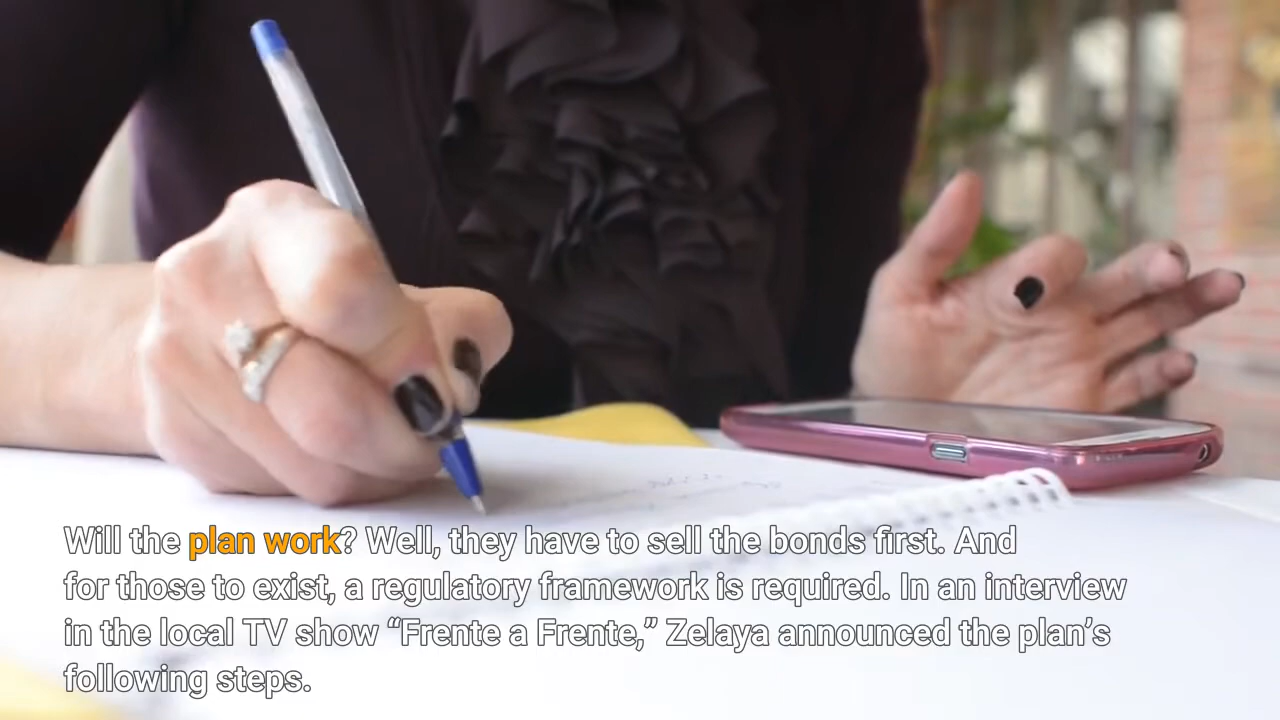 Will the plan work? Well, they have to sell the bonds first. And
for those to exist, a regulatory framework is required. In an interview
in the local TV show “Frente a Frente,” Zelaya announced the plan’s
following steps.